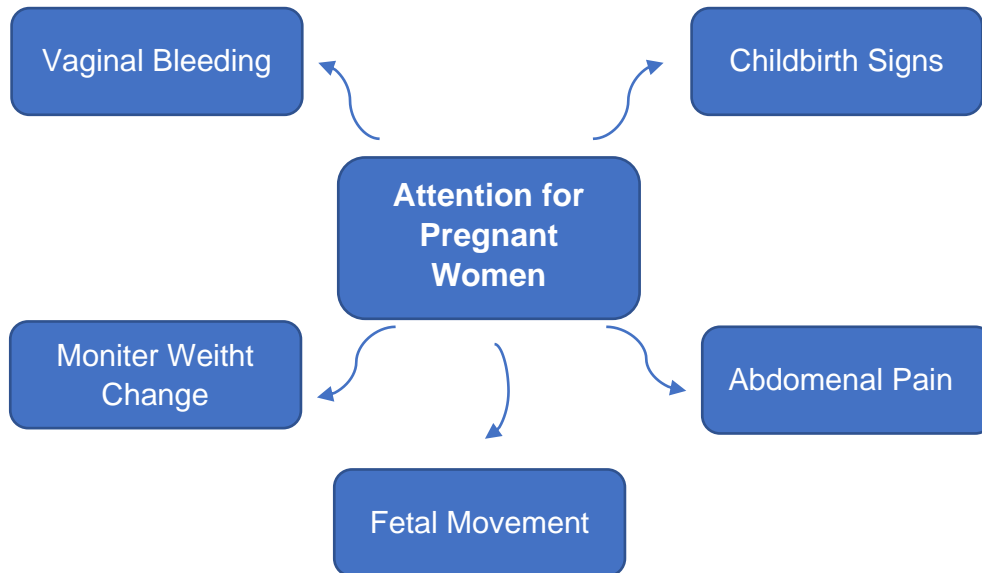 Vaginal Bleeding
Childbirth Signs
Attention for
Pregnant
Women
Moniter Weitht
Change
Abdomenal Pain
Fetal Movement